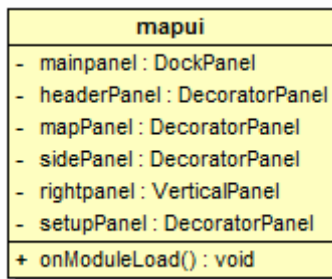 mapui
- mainpanel : DockPanel
- headerPanel : DecoratorPanel
- mapPanel : DecoratorPanel
- sidePanel : DecoratorPanel
- rightpanel : VerticalPanel
- setupPanel : DecoratorPanel
+ onModuleLoad() : void